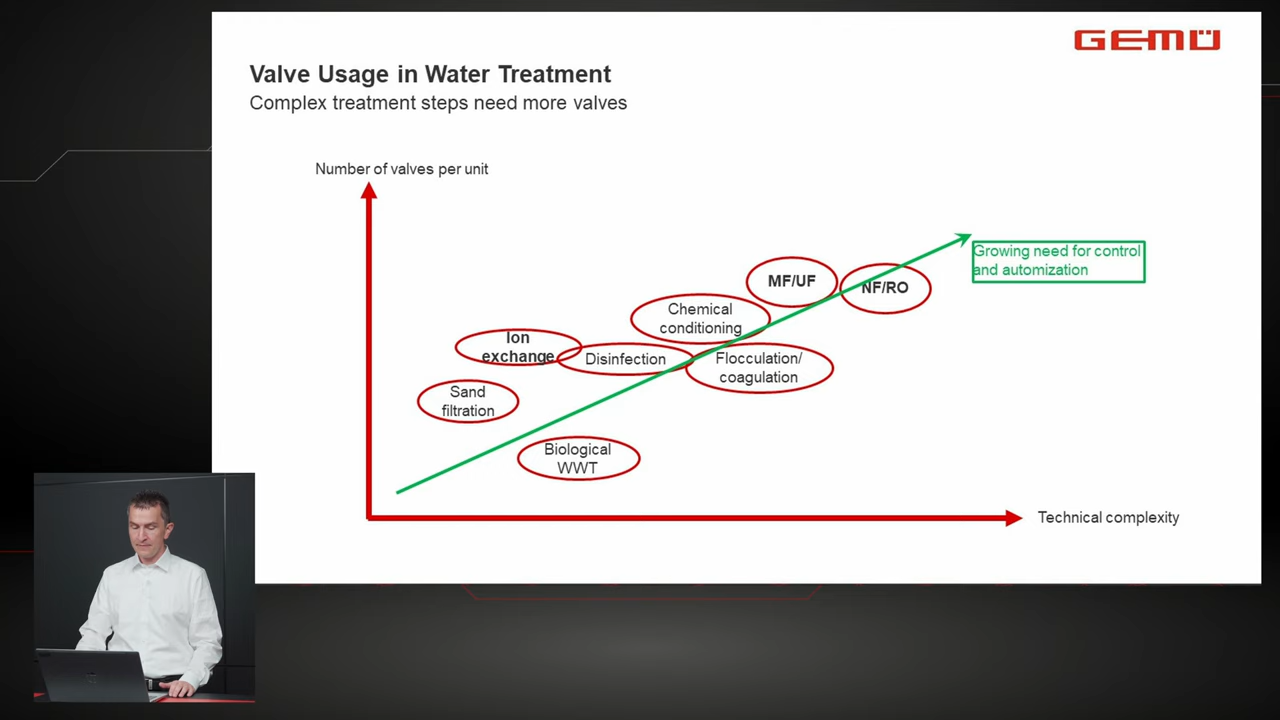 GEMÜ
Valve Usage in Water Treatment
Complex treatment steps need more valves
Number of valves per unit
Growing need for control
and automization
MF/UF
NF/RO
Chemical
conditioning
Ion
exchange
Disinfection
Flocculation/
coagulation
Sand
filtration
Biological
WWT
Technical complexity